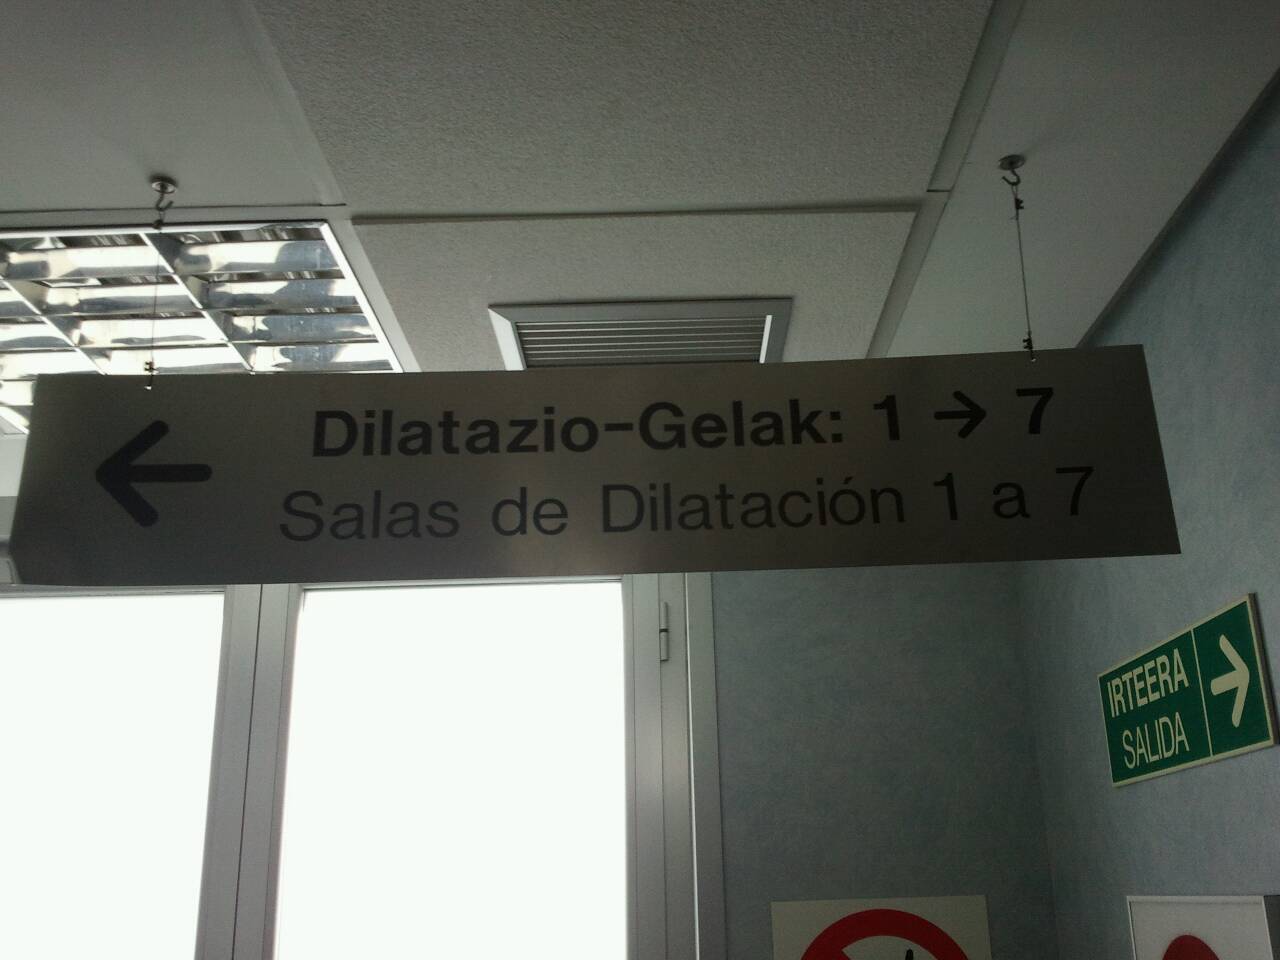 ← Dilatazio-Gelak: 1 → 7
Salas de Dilatación 1 a 7
IRTEERA →
SALIDA